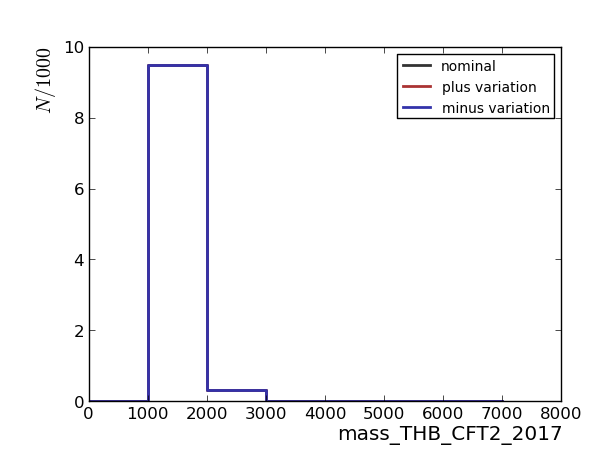 N/1000
10
8
6
4
2
0
nominal
plus variation
minus variation
0 1000 2000 3000 4000 5000 6000 7000 8000
mass_THB_CFT2_2017